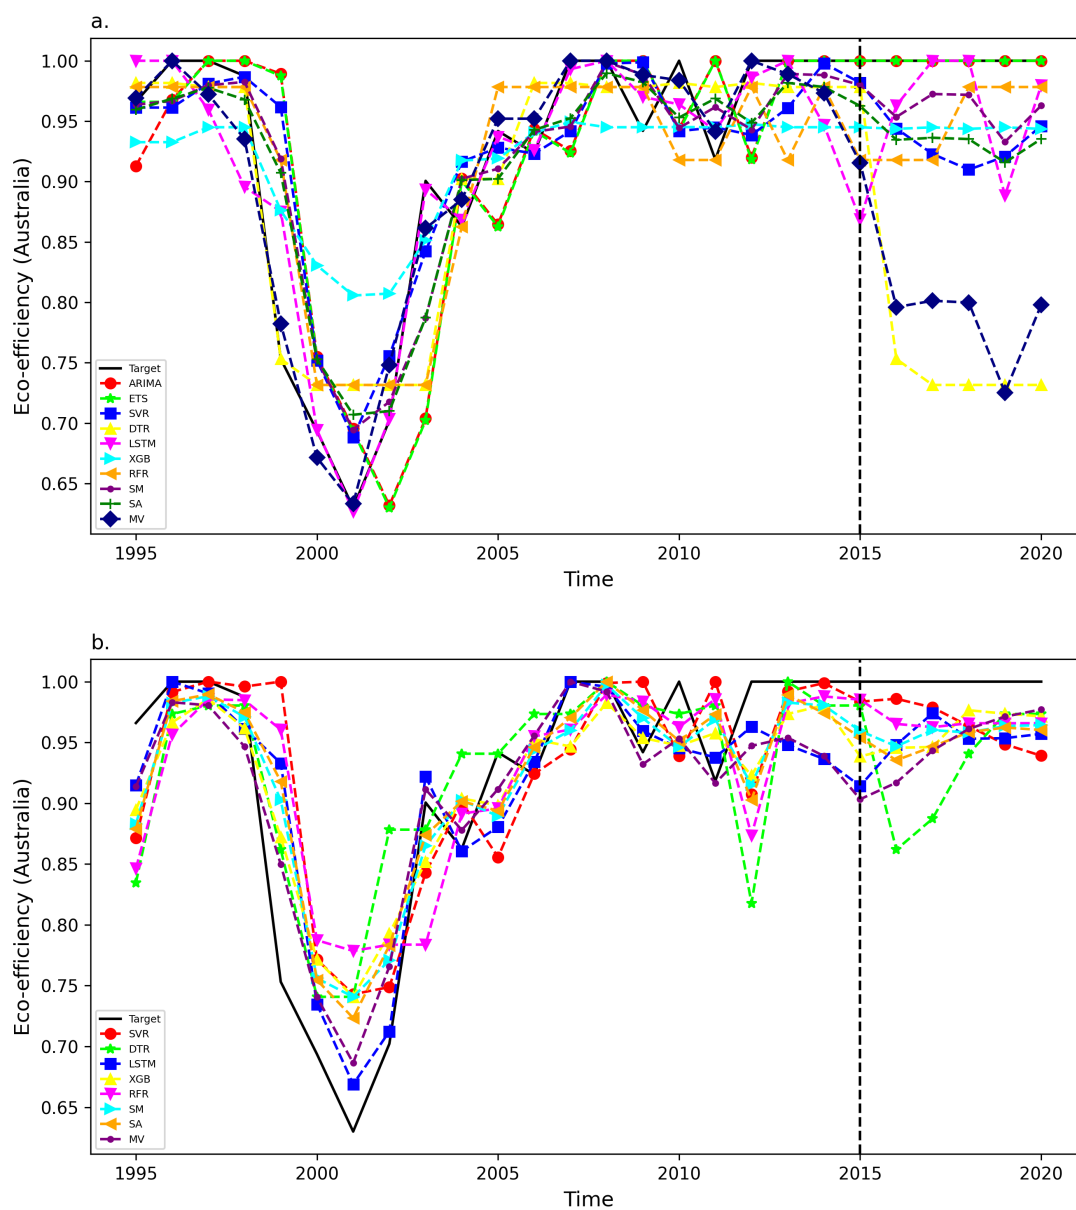 a.
Eco-efficiency (Australia)
1.00
0.95
0.90
0.85
0.80
0.75
0.70
0.65
Target
ARIMA
ETS
SVR
DTR
LSTM
XGB
RFR
SM
SA
MV
1995 2000 2005 2010 2015 2020
Time
b.
Eco-efficiency (Australia)
1.00
0.95
0.90
0.85
0.80
0.75
0.70
0.65
Target
SVR
DTR
LSTM
XGB
RFR
SM
SA
MV
1995 2000 2005 2010 2015 2020
Time